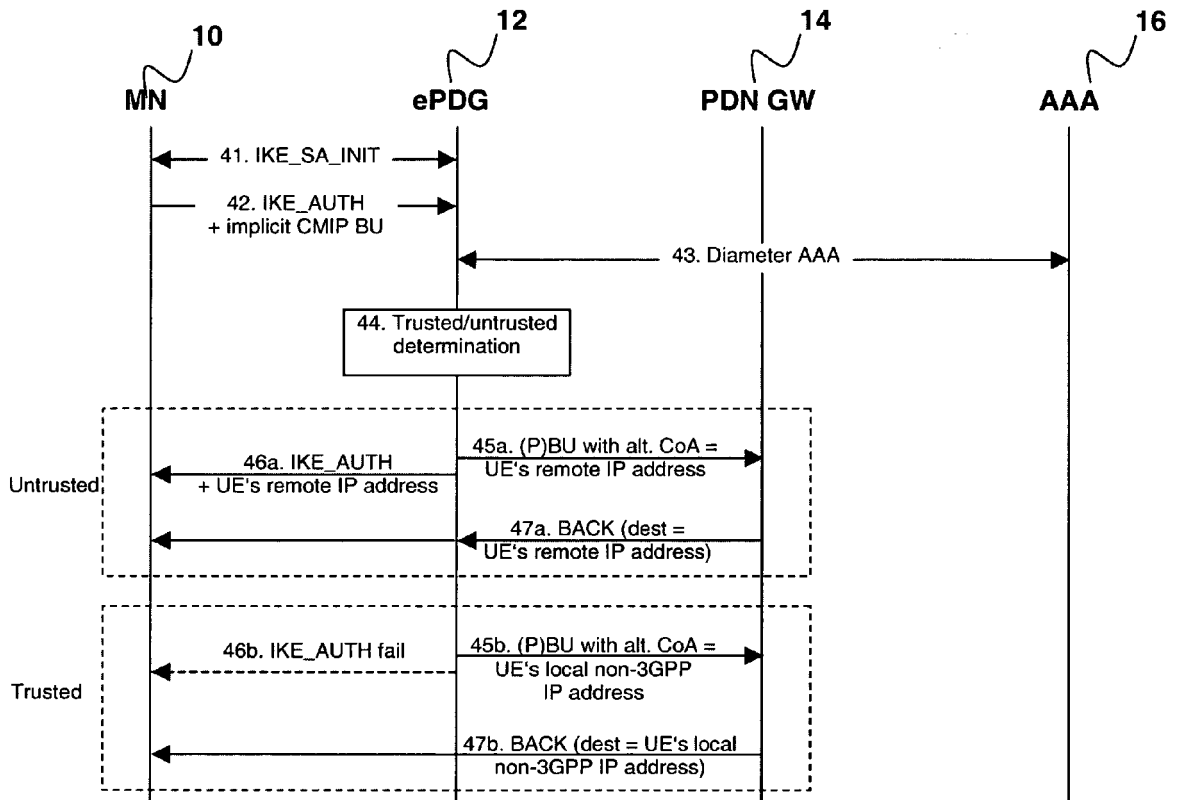 10
12
14
16
MN
ePDG
PDN GW
AAA
41. IKE_SA_INIT
42. IKE_AUTH
+ implicit CMIP BU
43. Diameter AAA
44. Trusted/untrusted
determination
Untrusted
45a. (P)BU with alt. CoA =
UE's remote IP address
46a. IKE_AUTH
+ UE's remote IP address
47a. BACK (dest =
UE's remote IP address)
Trusted
46b. IKE_AUTH fail
45b. (P)BU with alt. CoA =
UE's local non-3GPP
IP address
47b. BACK (dest = UE's local
non-3GPP IP address)